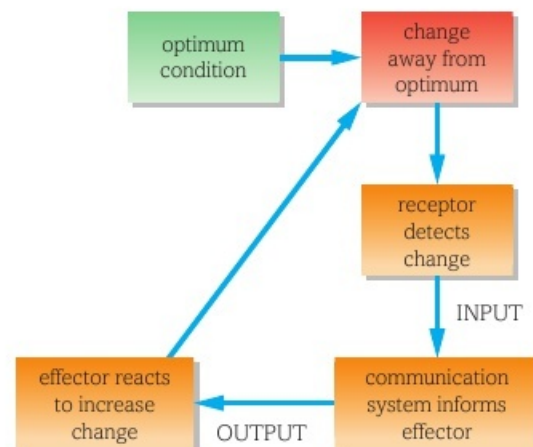 optimum
condition
change
away from
optimum
receptor
detects
change
INPUT
communication
system informs
effector
OUTPUT
effector reacts
to increase
change